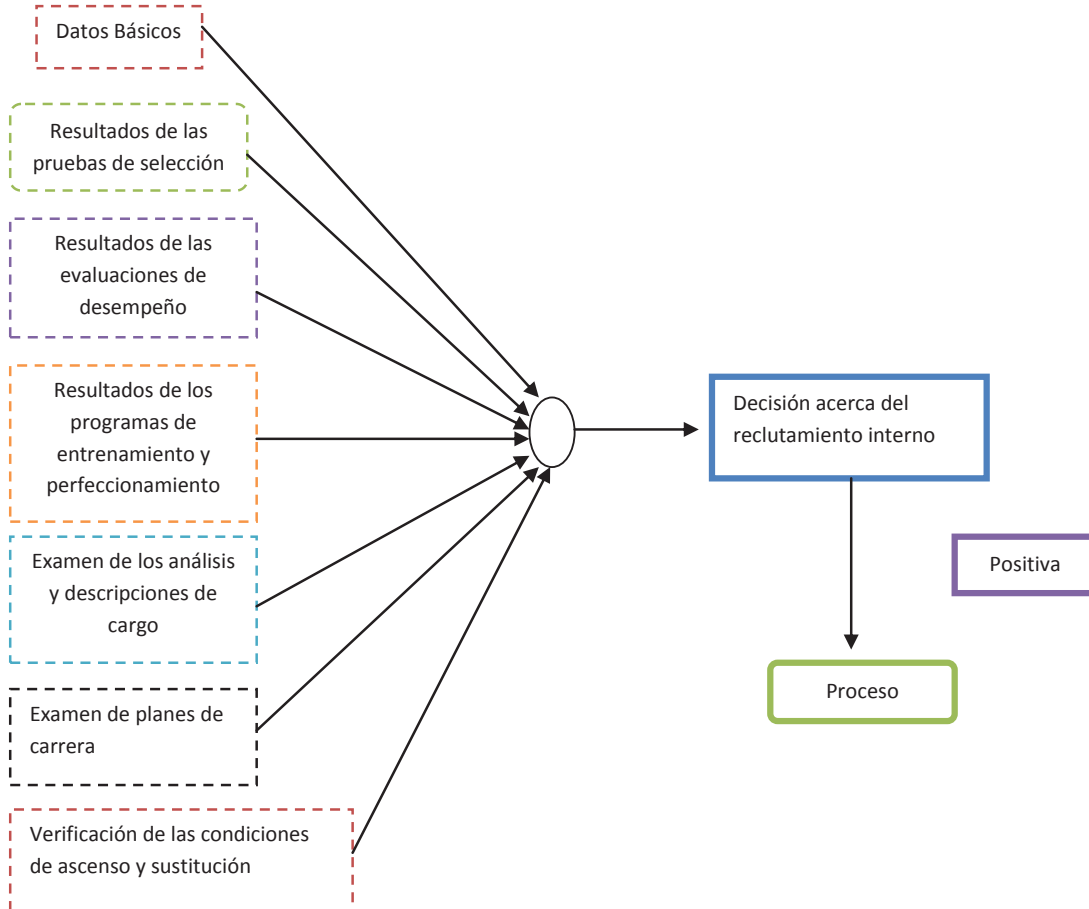 Datos Básicos
Resultados de las
pruebas de selección
Resultados de las
evaluaciones de
desempeño
Resultados de los
programas de
entrenamiento y
perfeccionamiento
Examen de los análisis
y descripciones de
cargo
Examen de planes de
carrera
Verificación de las condiciones
de ascenso y sustitución
Decisión acerca del
reclutamiento interno
Positiva
Proceso